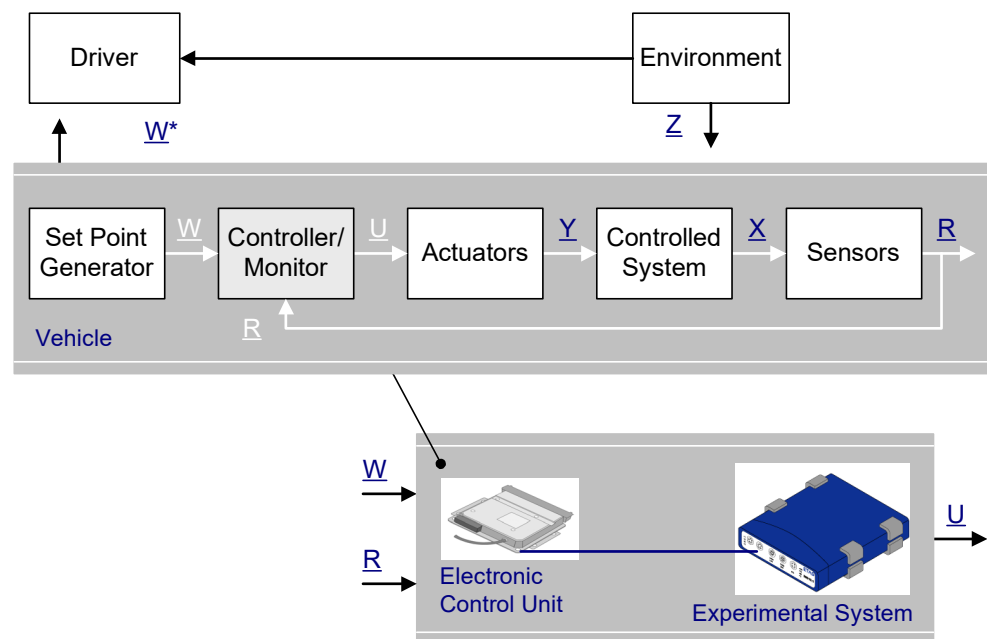 Driver
Environment
W*
Z
Set Point
Generator
W
Controller/
Monitor
U
Actuators
Y
Controlled
System
X
Sensors
R
R
Vehicle
W
R
Electronic
Control Unit
Experimental System
U